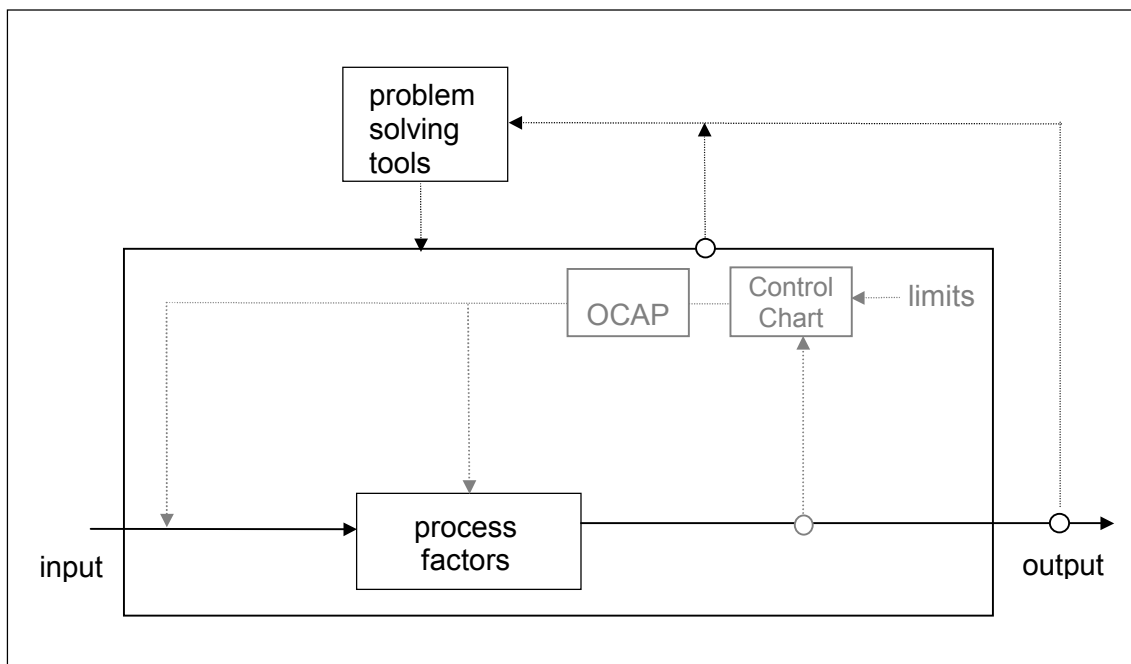 problem
solving
tools
OCAP
Control
Chart
limits
process
factors
input
output